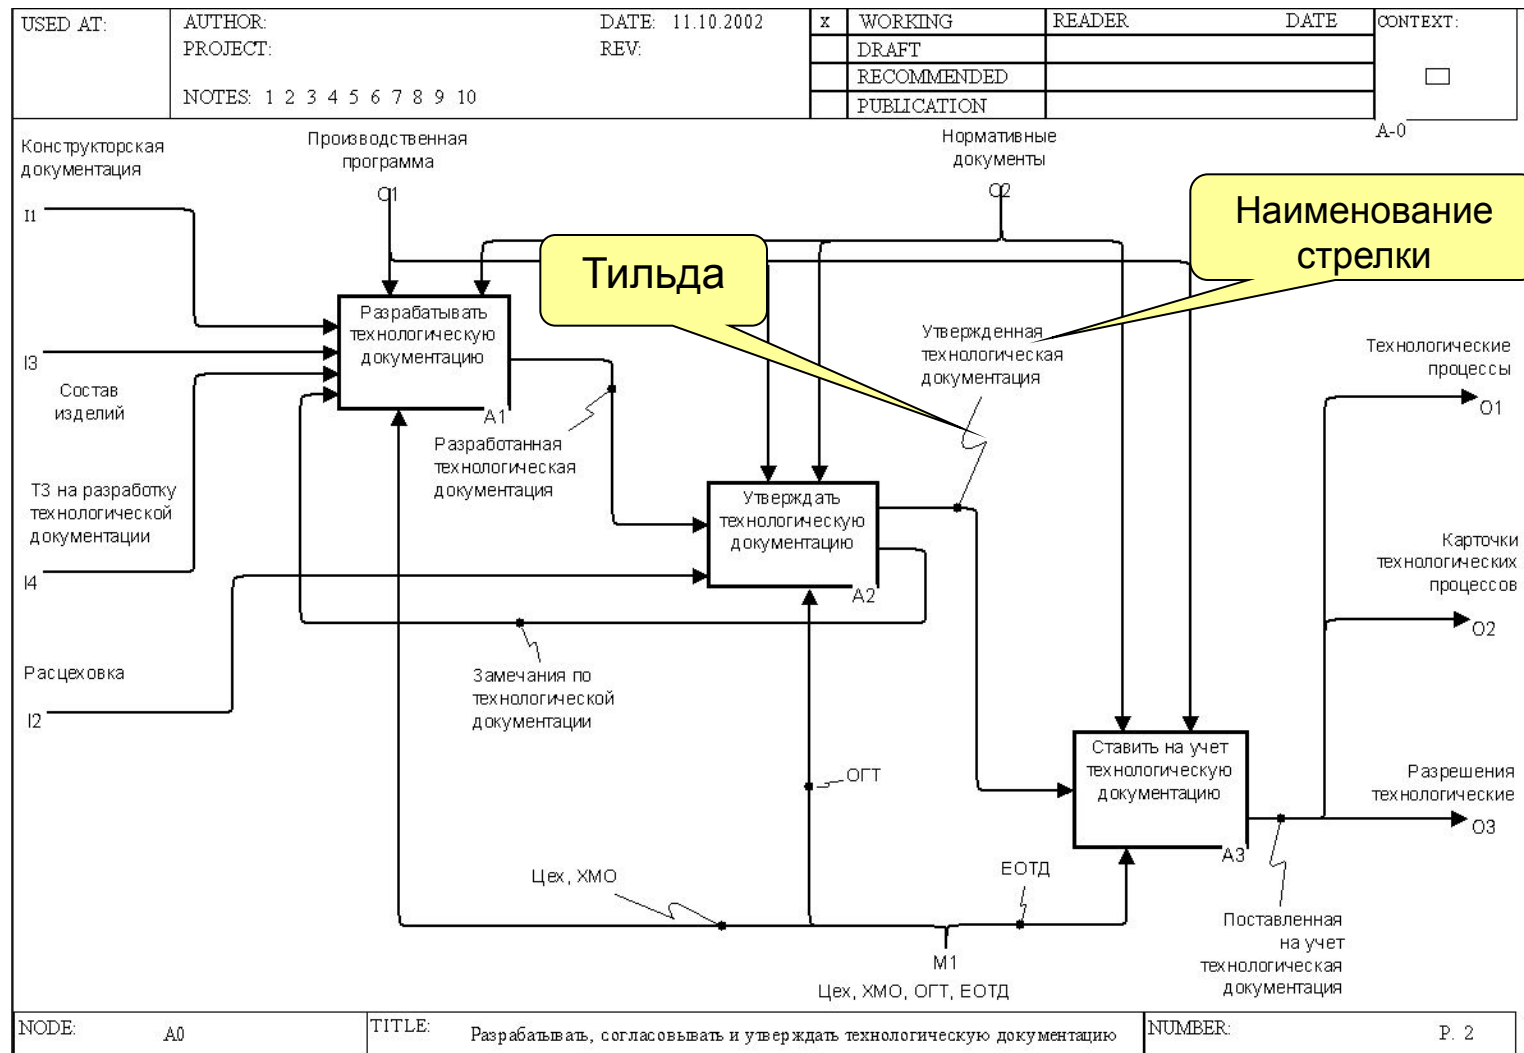 USED AT:
AUTHOR:
DATE: 11.10.2002
PROJECT:
REV:
NOTES: 1 2 3 4 5 6 7 8 9 10
X
WORKING
DRAFT
RECOMMENDED
PUBLICATION
READER
DATE
CONTEXT:
A-0
Конструкторская
документация
I1
Производственная
программа
C1
Нормативные
документы
C2
Наименование
стрелки
Тильда
Разрабатывать
технологическую
документацию
A1
I3
Состав
изделий
Утвержденная
технологическая
документация
Технологические
процессы
O1
Разработанная
технологическая
документация
ТЗ на разработку
технологической
документации
I4
Утверждать
технологическую
документацию
A2
Карточки
технологических
процессов
O2
Расцеховка
I2
Замечания по
технологической
документации
Ставить на учет
технологическую
документацию
A3
ОГТ
Разрешения
технологические
O3
Цех, ХМО
ЕОТД
Поставленная
на учет
технологическая
документация
M1
Цех, ХМО, ОГТ, ЕОТД
NODE:
A0
TITLE:
Разрабатывать, согласовывать и утверждать технологическую документацию
NUMBER:
P. 2